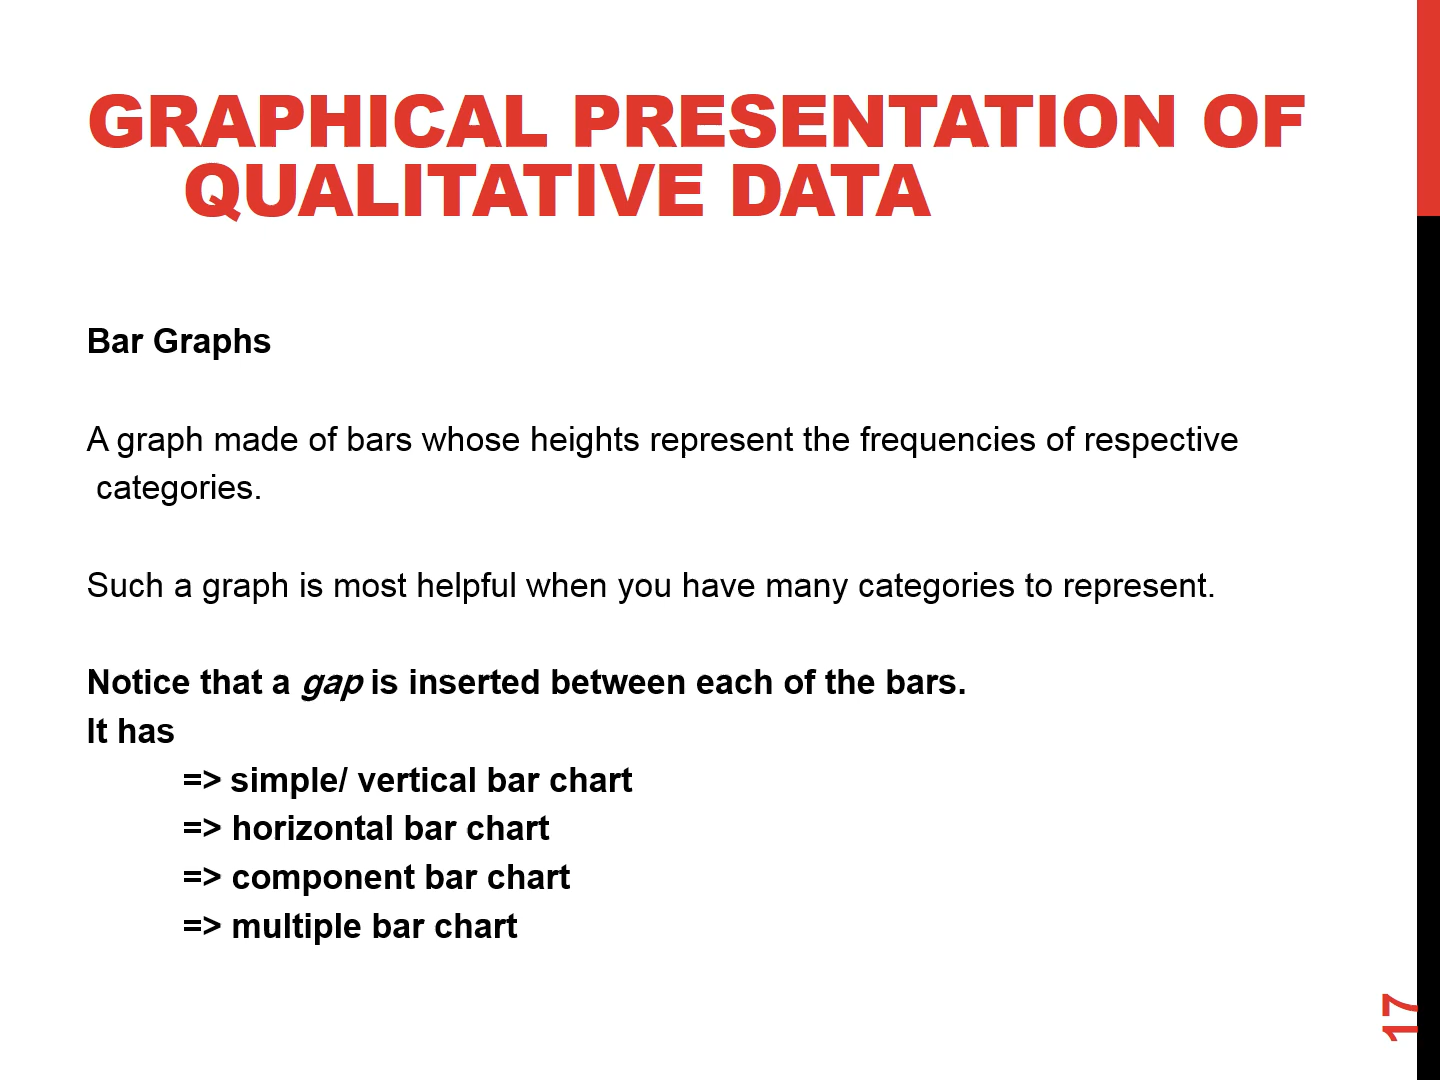 GRAPHICAL PRESENTATION OF
QUALITATIVE DATA
Bar Graphs
A graph made of bars whose heights represent the frequencies of respective
categories.
Such a graph is most helpful when you have many categories to represent.
Notice that a gap is inserted between each of the bars.
It has
=> simple/ vertical bar chart
=> horizontal bar chart
=> component bar chart
=> multiple bar chart
17